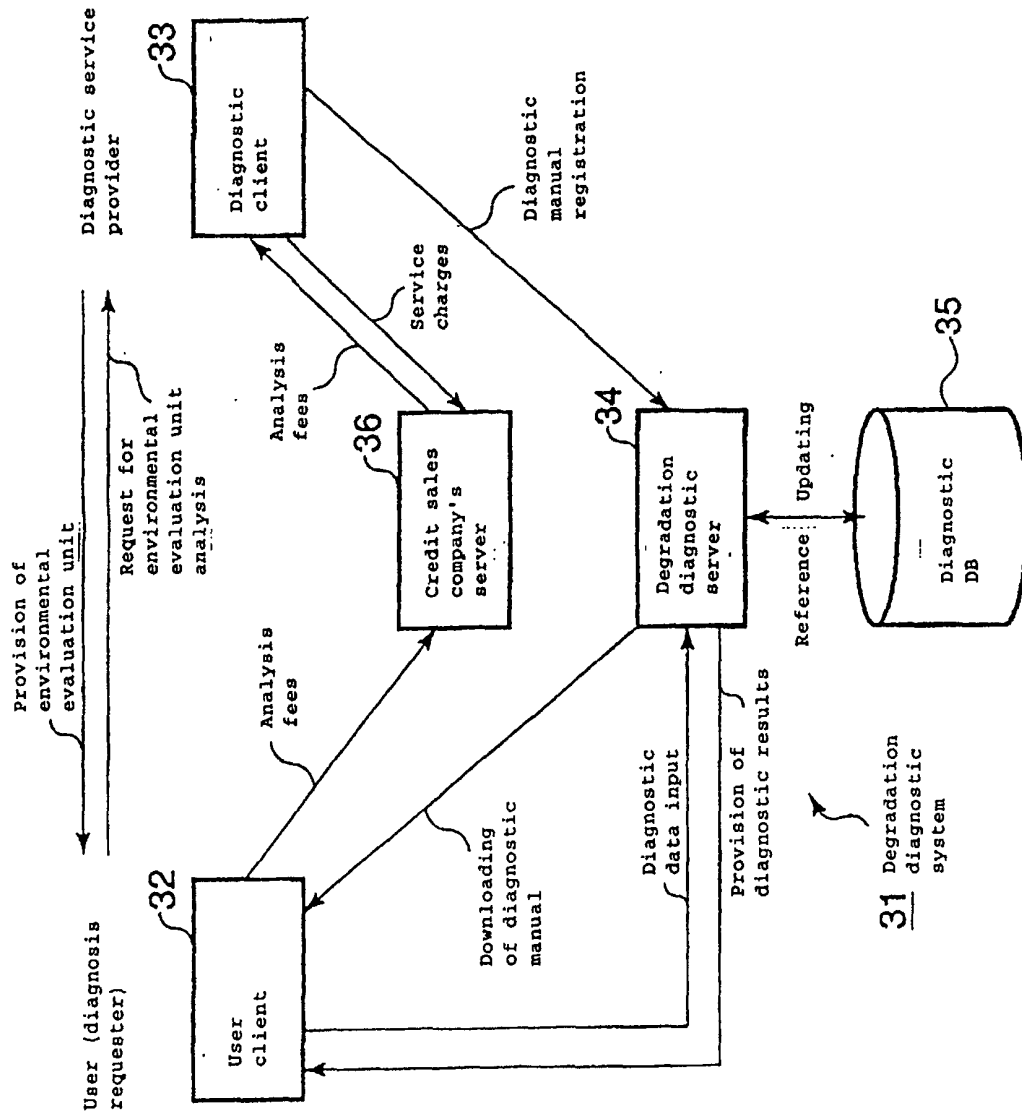 User (diagnosis
requester)
Provision of
environmental
evaluation unit
Request for
environmental
evaluation unit
analysis
Diagnostic service
provider
32
User
client
33
Diagnostic
client
Analysis
fees
Analysis
fees
Service
charges
36
Credit sales
company's
server
Downloading
of diagnostic
manual
Diagnostic
manual
registration
34
Degradation
diagnostic
server
Diagnostic
data input
Provision of
diagnostic results
Reference
Updating
35
Diagnostic
DB
31
Degradation
diagnostic
system